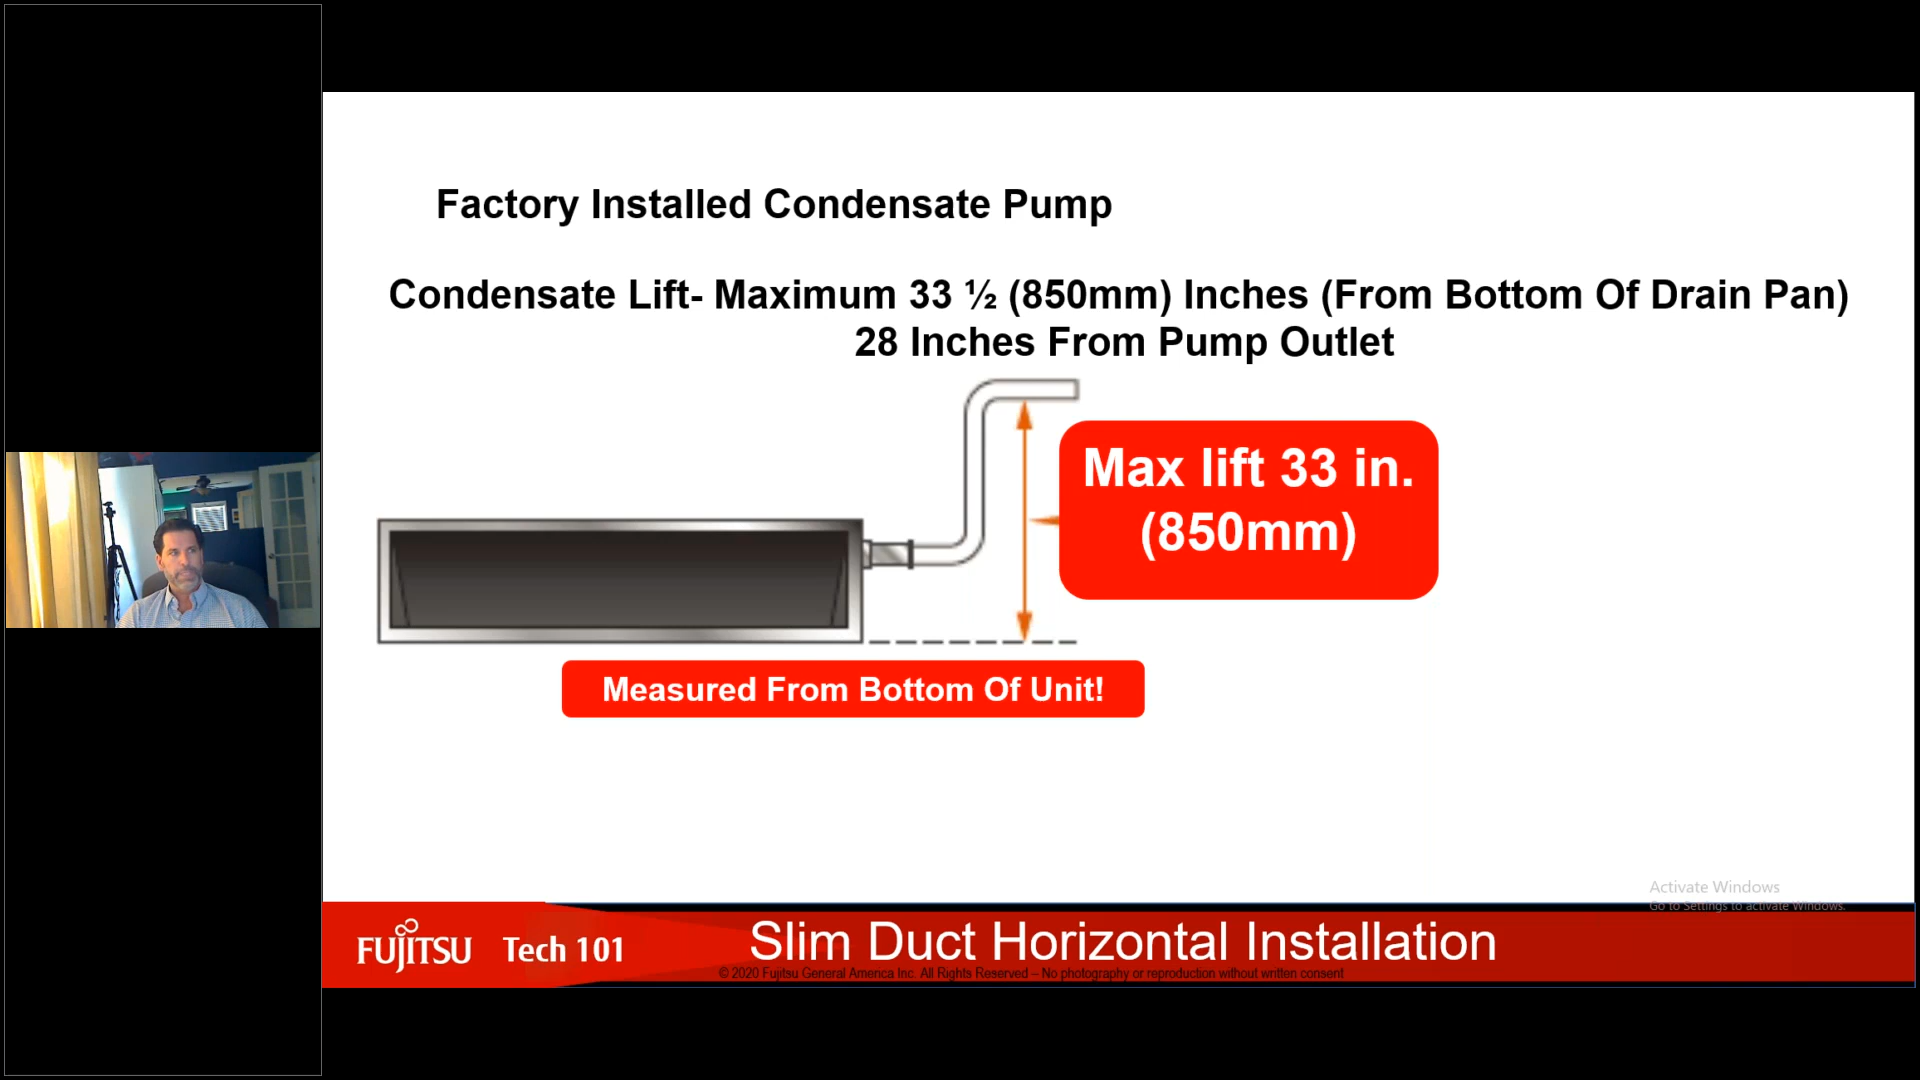 Factory Installed Condensate Pump
Condensate Lift- Maximum 33 ½ (850mm) Inches (From Bottom Of Drain Pan)
28 Inches From Pump Outlet
Max lift 33 in.
(850mm)
Measured From Bottom Of Unit!
Activate Windows
Go to Settings to activate Windows.
FUJITSU Tech 101
Slim Duct Horizontal Installation
© 2020 Fujitsu General America Inc. All Rights Reserved – No photography or reproduction without written consent